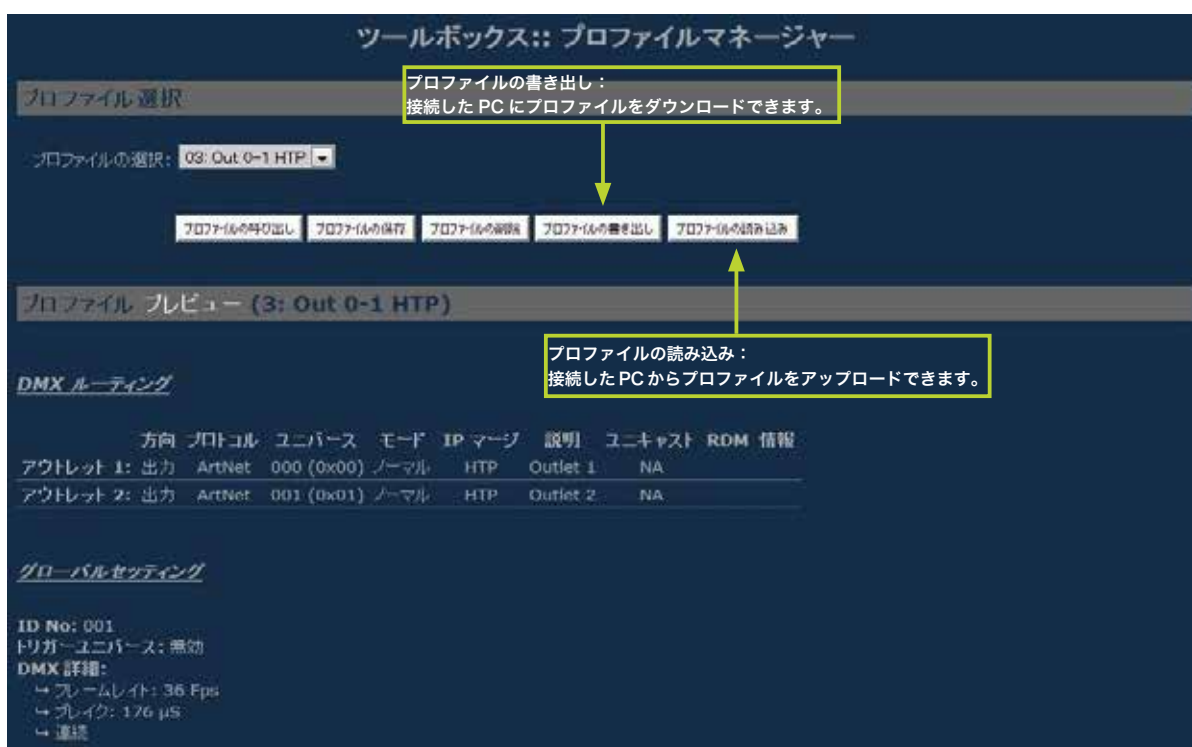 ツールボックス:: プロファイルマネージャー
プロファイルの書き出し：
接続した PC にプロファイルをダウンロードできます。
プロファイル 選択
プロファイルの選択: 03: Out 0-1 HTP
プロファイルの呼び出し プロファイルの保存 プロファイルの削除 プロファイルの書き出し プロファイルの読み込み
プロファイル プレビュー (3: Out 0-1 HTP)
プロファイルの読み込み：
接続した PC からプロファイルをアップロードできます。
DMX ルーティング
方向 プロトコル ユニバース モード IP マージ 説明 ユニキャスト RDM 情報
アウトレット 1: 出力 ArtNet 000 (0x00) ノーマル HTP Outlet 1 NA
アウトレット 2: 出力 ArtNet 001 (0x01) ノーマル HTP Outlet 2 NA
グローバルセッティング
ID No: 001
トリガーユニバース: 無効
DMX 詳細:
↪ フレームレイト: 36 Fps
↪ ブレイク: 176 µS
↪ 連続